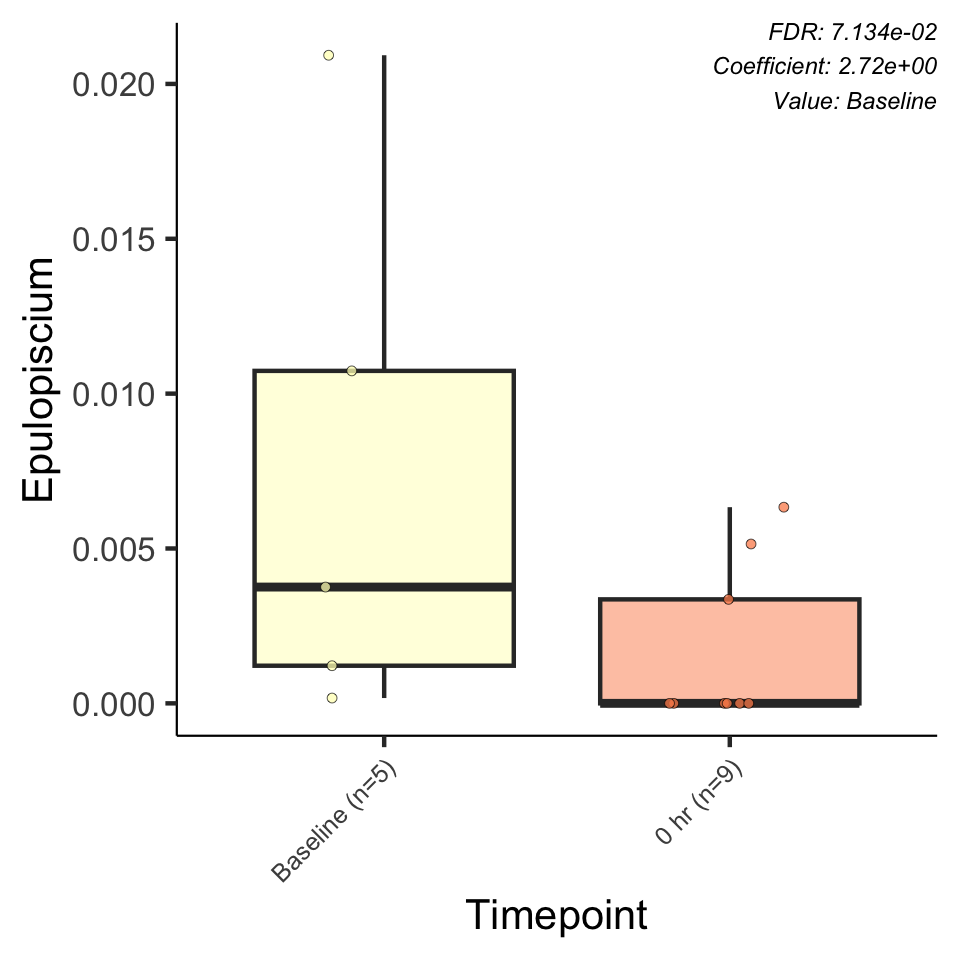 FDR: 7.134e-02
Coefficient: 2.72e+00
Value: Baseline
Epulopiscium
0.020
0.015
0.010
0.005
0.000
Baseline (n=5)
0 hr (n=9)
Timepoint